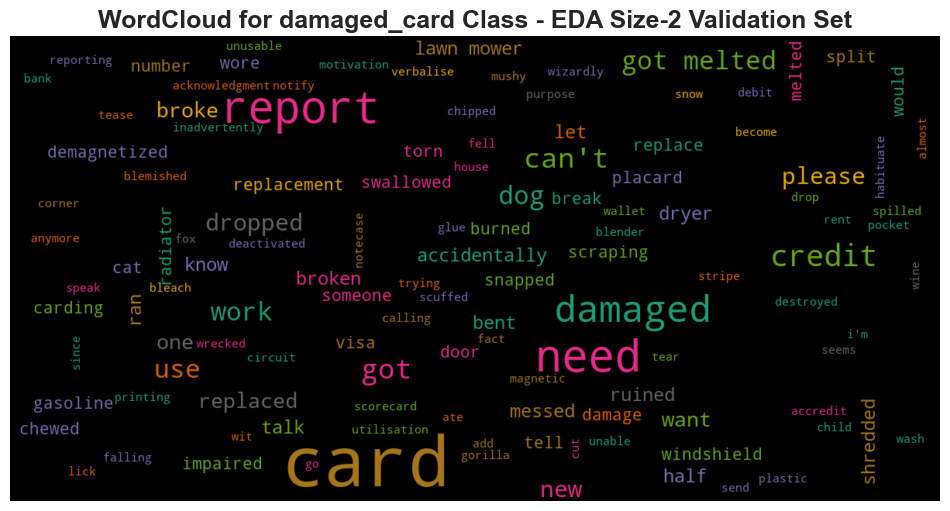 WordCloud for damaged_card Class - EDA Size-2 Validation Set
unusable lawn mower
reporting number wore motivation got melted melted split
bank verbalise mushy wizardly would
acknowledgment notify purpose snow debit
tease broke report chipped
inadvertently let become almost
demagnetized torn fell can't replace
blemished house placard please habituate
replacement swallowed dog break
corner wallet dryer drop spilled
dropped glue burned rent pocket
anymore radiator fox deactivated notecase blender
know accidentally scraping credit
cat broken trying snapped stripe wine
speak bleach someone scuffed
carding ran work damaged destroyed
calling bent
since one wrecked visa fact need i'm
circuit door tear seems
use got magnetic
gasoline printing replaced scorecard messed ruined accredit
chewed ate damage want child shredded
wit talk utilisation tell cut unable wash
falling impaired card add gorilla windshield
lick go half plastic
new send